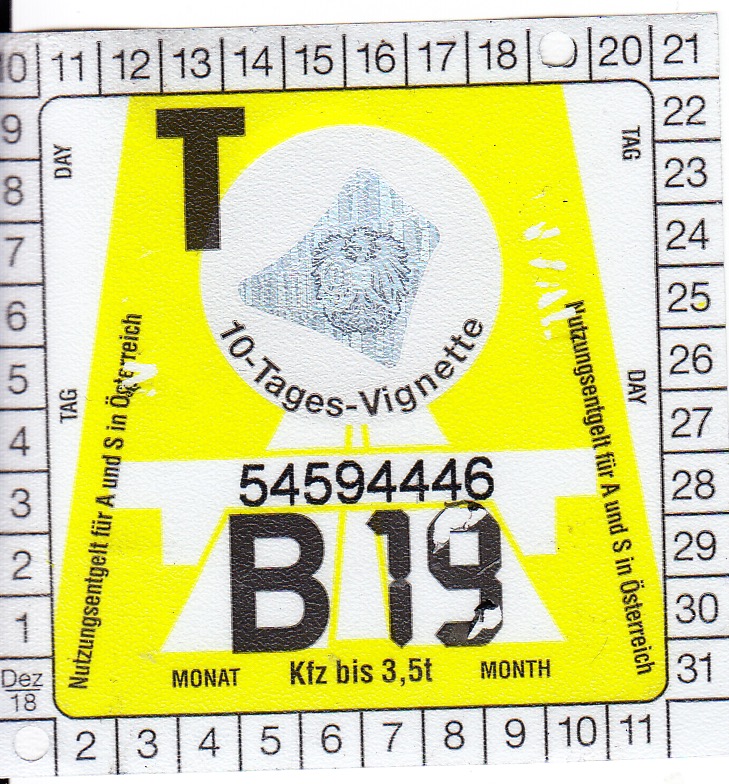 10 11 12 13 14 15 16 17 18 20 21
9 22
8 23
7 24
6 25
5 26
4 27
3 28
2 29
1 30
Dez 18 31
2 3 4 5 6 7 8 9 10 11
DAY
TAG
TAG
DAY
T
10-Tages-Vignette
Nutzungsentgelt für A und S in Österreich
Nutzungsentgelt für A und S in Österreich
54594446
B 19
MONAT Kfz bis 3,5t MONTH